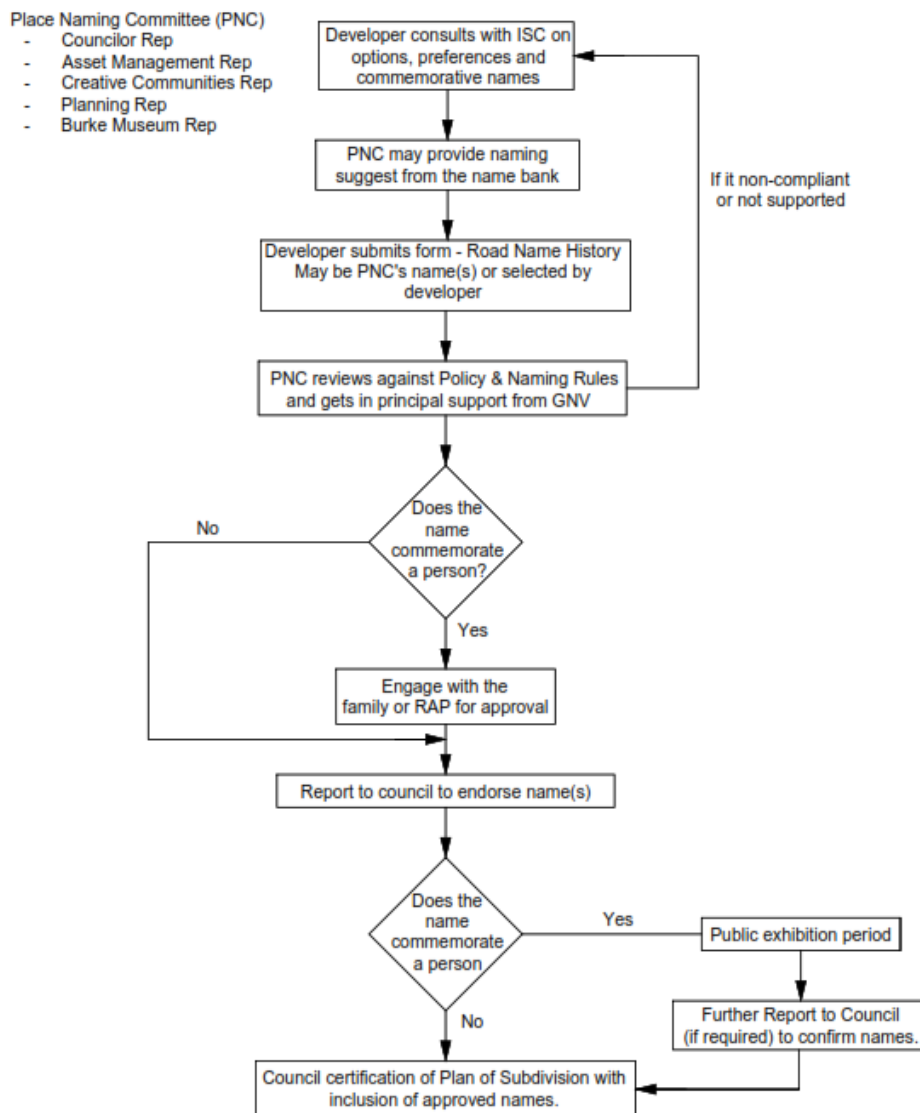 Place Naming Committee (PNC)
- Councilor Rep
- Asset Management Rep
- Creative Communities Rep
- Planning Rep
- Burke Museum Rep
Developer consults with ISC on
options, preferences and
commemorative names
PNC may provide naming
suggest from the name bank
If it non-compliant
or not supported
Developer submits form - Road Name History
May be PNC's name(s) or selected by
developer
PNC reviews against Policy & Naming Rules
and gets in principal support from GNV
Does the
name
commemorate
a person?
No
Yes
Engage with the
family or RAP for approval
Report to council to endorse name(s)
Does the
name
commemorate
a person
Yes
Public exhibition period
No
Further Report to Council
(if required) to confirm names.
Council certification of Plan of Subdivision with
inclusion of approved names.